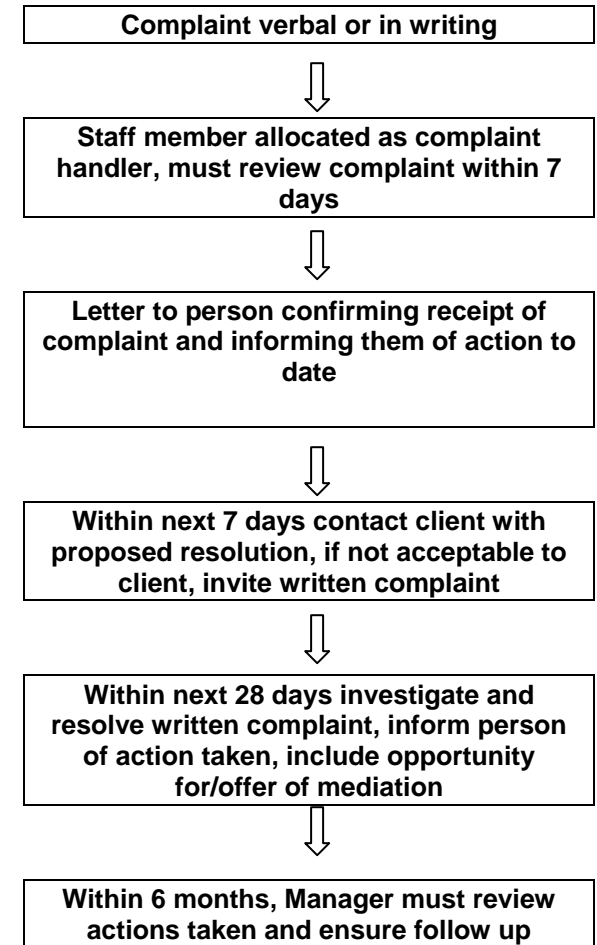 Complaint verbal or in writing
Staff member allocated as complaint
handler, must review complaint within 7
days
Letter to person confirming receipt of
complaint and informing them of action to
date
Within next 7 days contact client with
proposed resolution, if not acceptable to
client, invite written complaint
Within next 28 days investigate and
resolve written complaint, inform person
of action taken, include opportunity
for/offer of mediation
Within 6 months, Manager must review
actions taken and ensure follow up